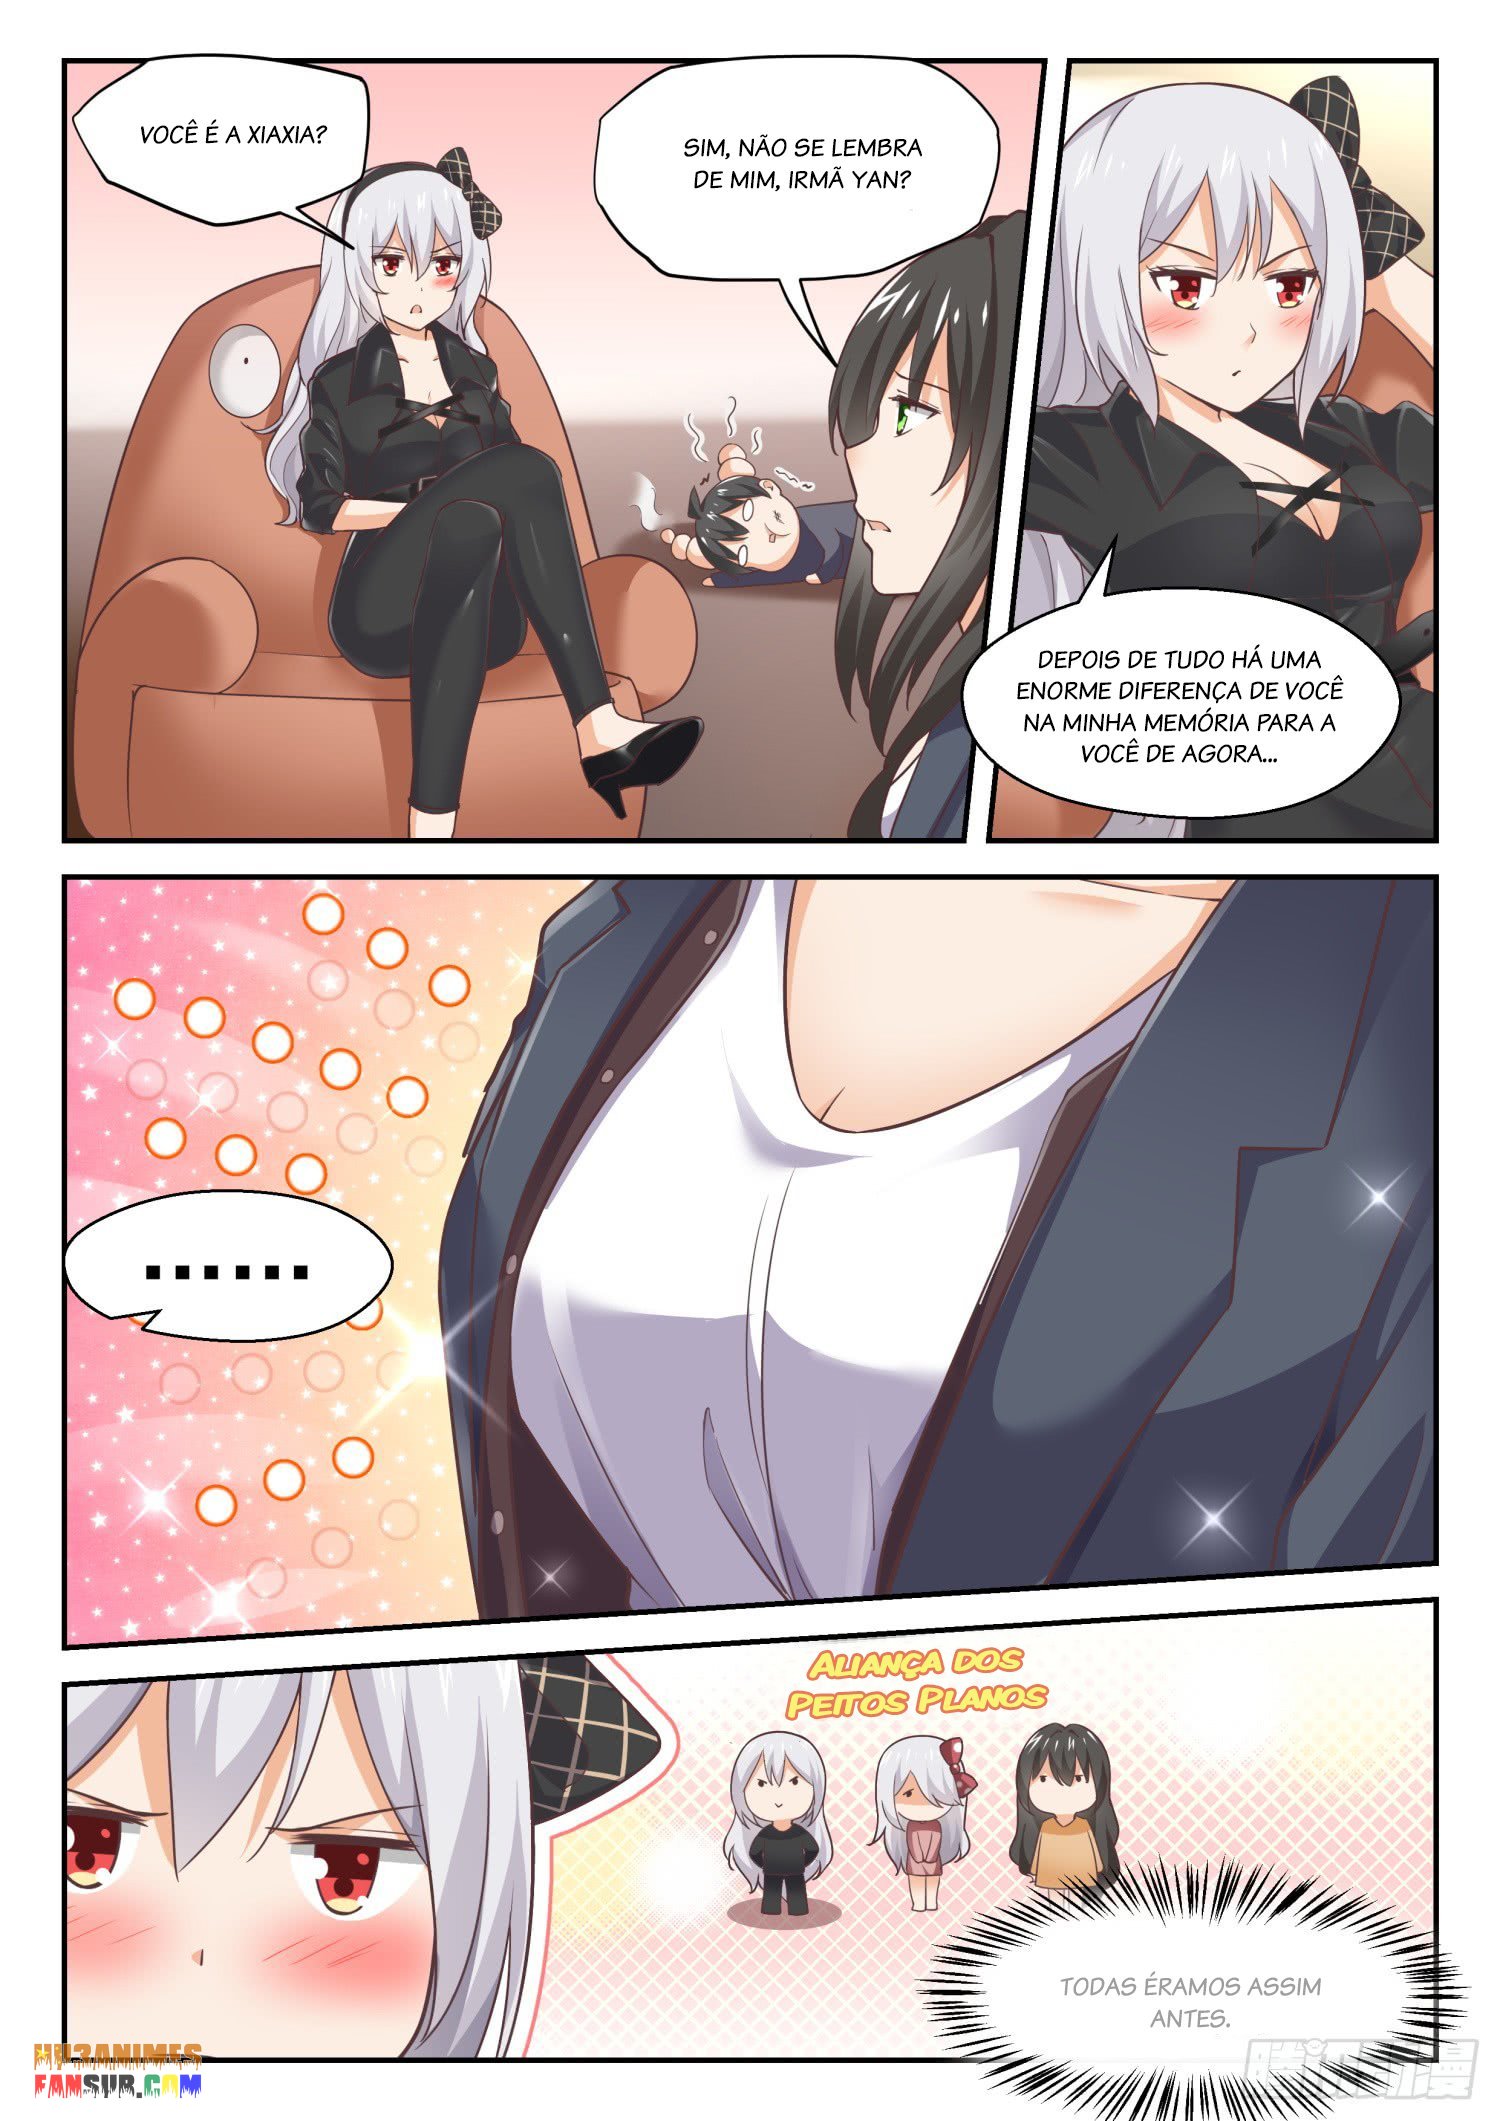 VOCÊ É A XIAXIA?
SIM, NÃO SE LEMBRA
DE MIM, IRMÃ YAN?
DEPOIS DE TUDO HÁ UMA
ENORME DIFERENÇA DE VOCÊ
NA MINHA MEMÓRIA PARA A
VOCÊ DE AGORA...
......
ALIANÇA DOS
PEITOS PLANOS
TODAS ÉRAMOS ASSIM
ANTES.
FANSUB.COM